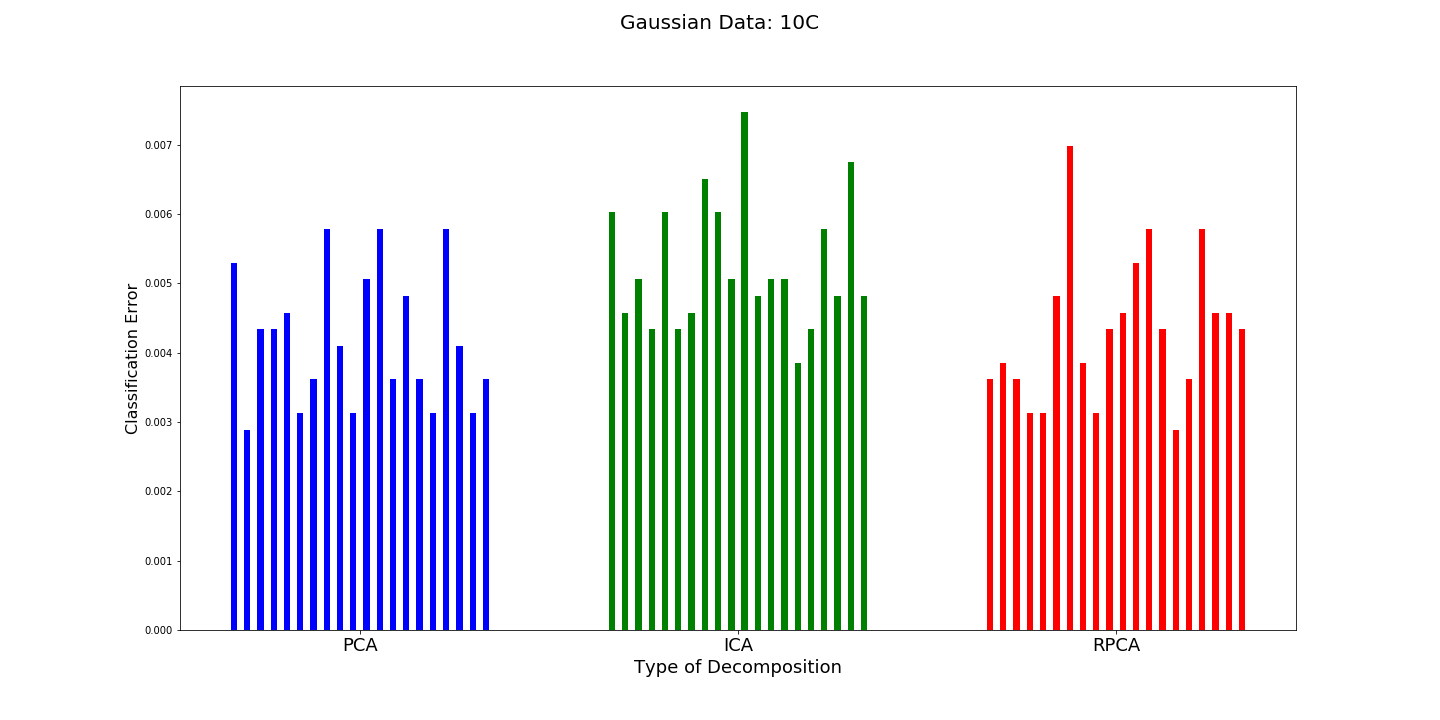 Gaussian Data: 10C
Classification Error
0.007
0.006
0.005
0.004
0.003
0.002
0.001
0.000
PCA ICA RPCA
Type of Decomposition